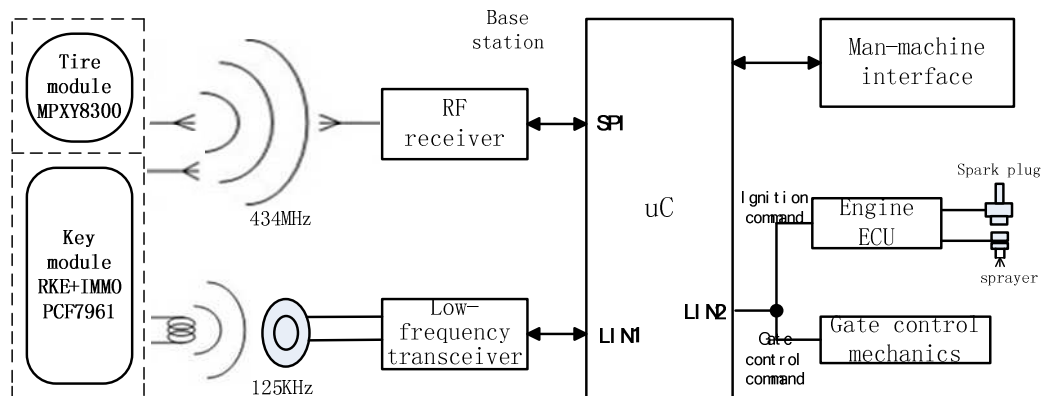 Tire
module
MPXY8300
Key
module
RKE+IMMO
PCF7961
434MHz
125KHz
Base
station
RF
receiver
Low-
frequency
transceiver
SPI
LIN1
uC
LIN2
Man-machine
interface
Ignition
command
Engine
ECU
Spark plug
sprayer
Gate
control
command
Gate control
mechanics